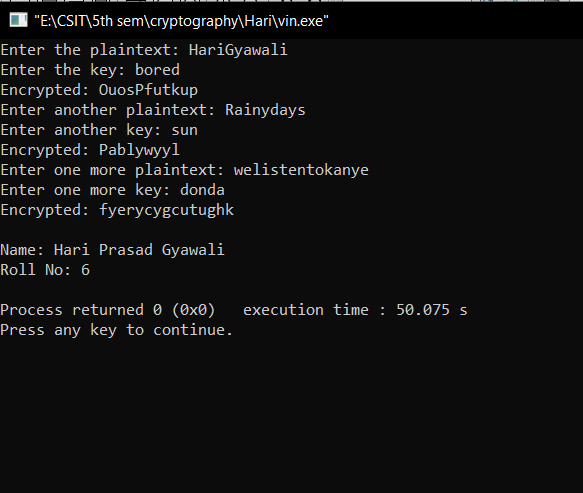 "E:\CSIT\5th sem\cryptography\Hari\vin.exe"
Enter the plaintext: HariGyawali
Enter the key: bored
Encrypted: OuosPfutkup
Enter another plaintext: Rainydays
Enter another key: sun
Encrypted: Pablywyyl
Enter one more plaintext: welistentokanye
Enter one more key: donda
Encrypted: fyerycygcutughk
Name: Hari Prasad Gyawali
Roll No: 6
Process returned 0 (0x0)   execution time : 50.075 s
Press any key to continue.